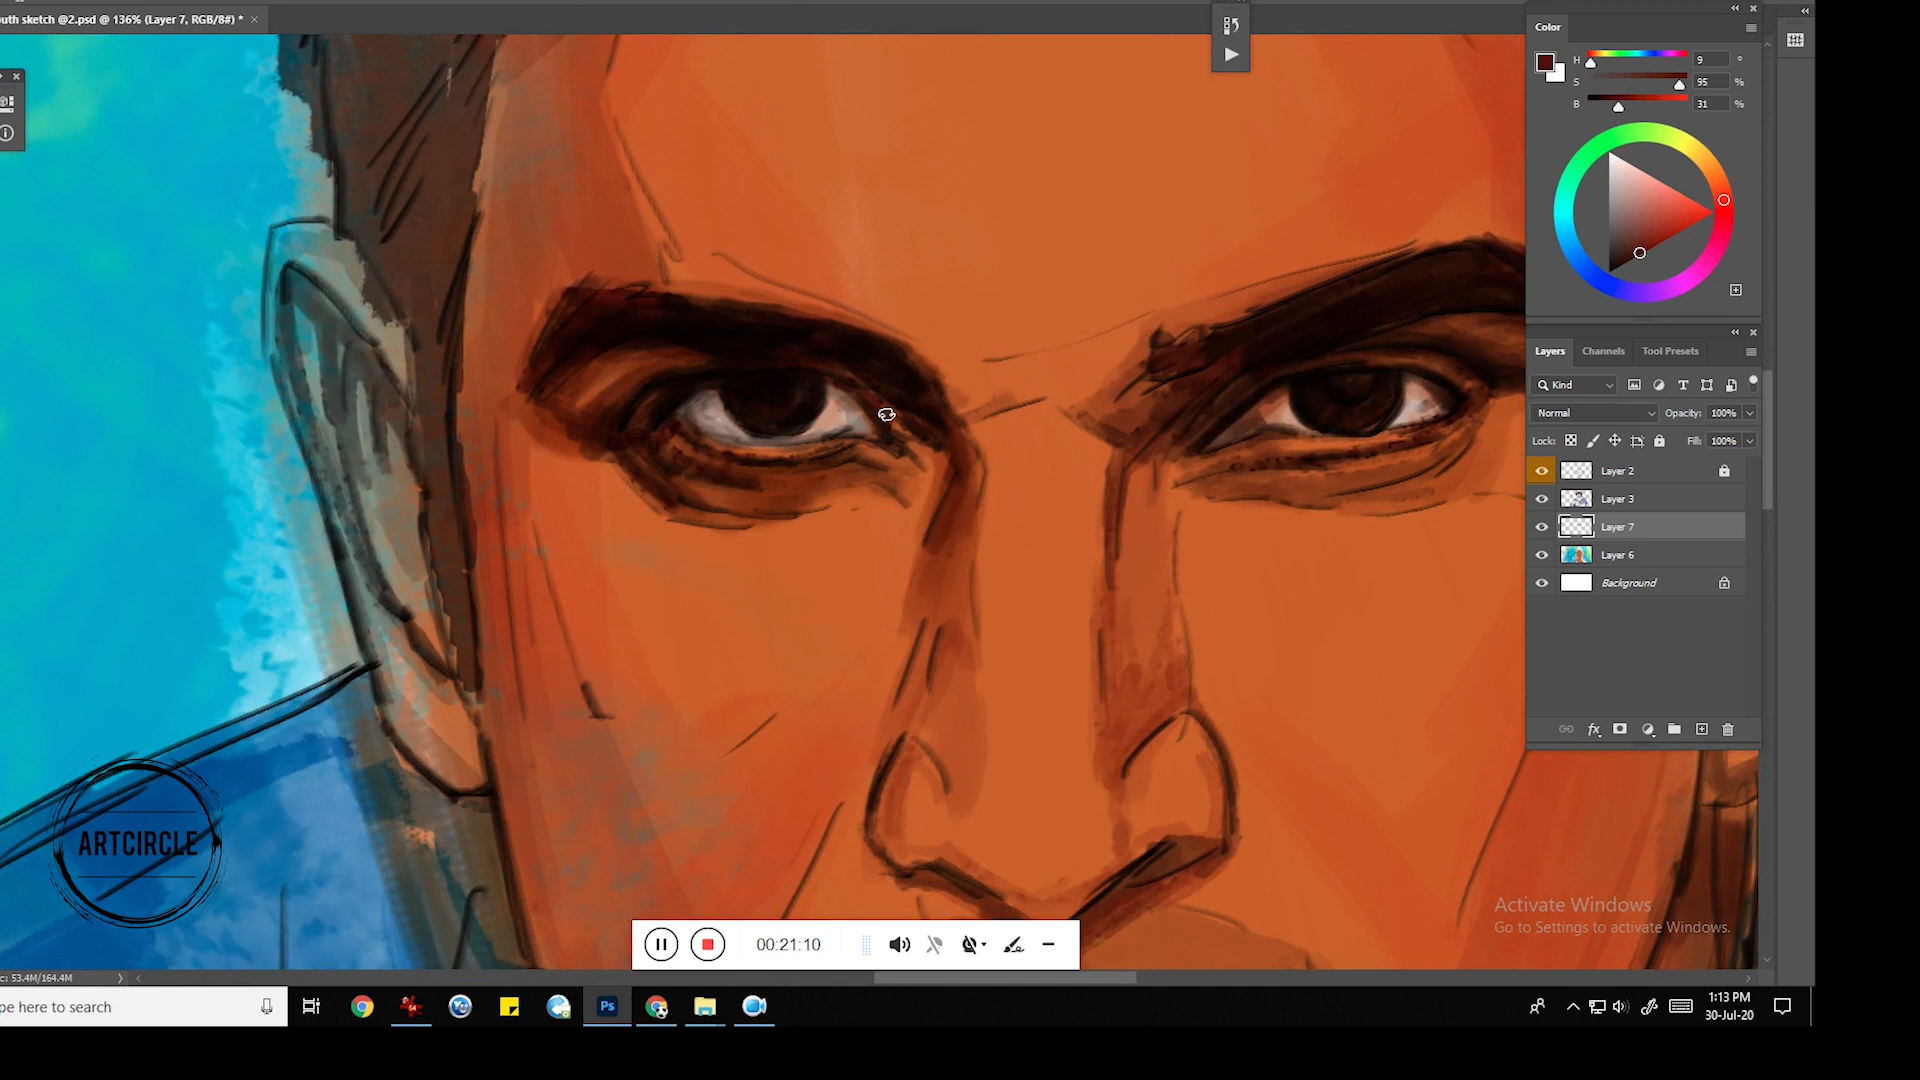 outh sketch @2.psd @ 136% (Layer 7, RGB/8#) *
Color
H 9 °
S 95 %
B 31 %
Layers Channels Tool Presets
Kind
Normal Opacity: 100%
Lock: Fill: 100%
Layer 2
Layer 3
Layer 7
Layer 6
Background
fx
ARTCIRCLE
Activate Windows
Go to Settings to activate Windows.
00:21:10
c: 53.4M/164.4M
pe here to search
Ps
1:13 PM
30-Jul-20